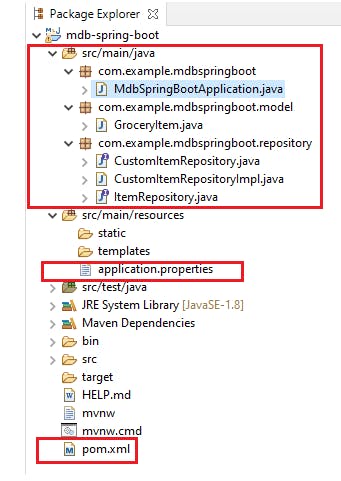 Package Explorer
mdb-spring-boot
src/main/java
com.example.mdbspringboot
MdbSpringBootApplication.java
com.example.mdbspringboot.model
GroceryItem.java
com.example.mdbspringboot.repository
CustomItemRepository.java
CustomItemRepositoryImpl.java
ItemRepository.java
src/main/resources
static
templates
application.properties
src/test/java
JRE System Library [JavaSE-1.8]
Maven Dependencies
bin
src
target
HELP.md
mvnw
mvnw.cmd
pom.xml